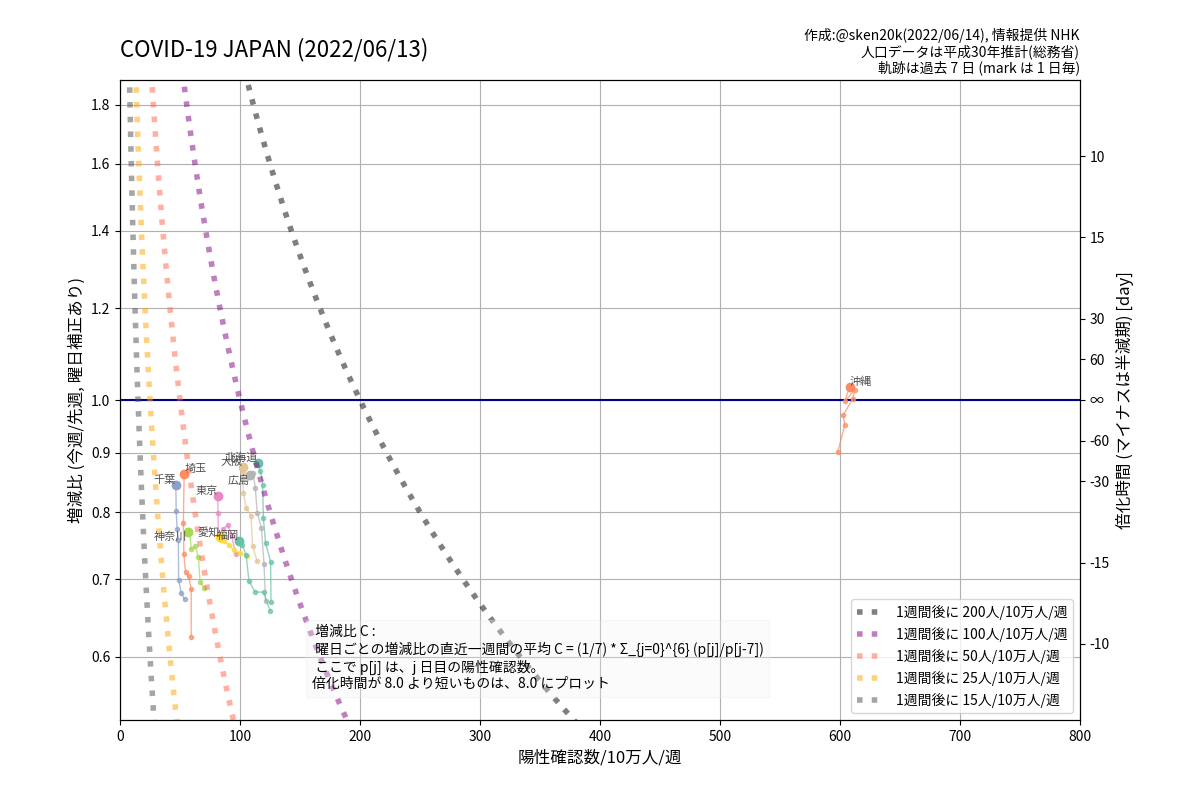 COVID-19 JAPAN (2022/06/13)
作成:@sken20k(2022/06/14), 情報提供 NHK
人口データは平成30年推計(総務省)
軌跡は過去 7 日 (mark は 1 日毎)
1.8
1.6
1.4
1.2
1.0
0.9
0.8
0.7
0.6
増減比 (今週/先週, 曜日補正あり)
10
15
30
60
∞
-60
-30
-15
-10
倍化時間 (マイナスは半減期) [day]
沖縄
北海道
大阪
埼玉
千葉
広島
東京
愛知
福岡
神奈川
増減比 C :
曜日ごとの増減比の直近一週間の平均 C = (1/7) * Σ_{j=0}^{6} (p[j]/p[j-7])
ここで p[j] は、j 日目の陽性確認数。
倍化時間が 8.0 より短いものは、8.0 にプロット
1週間後に 200人/10万人/週
1週間後に 100人/10万人/週
1週間後に 50人/10万人/週
1週間後に 25人/10万人/週
1週間後に 15人/10万人/週
0 100 200 300 400 500 600 700 800
陽性確認数/10万人/週